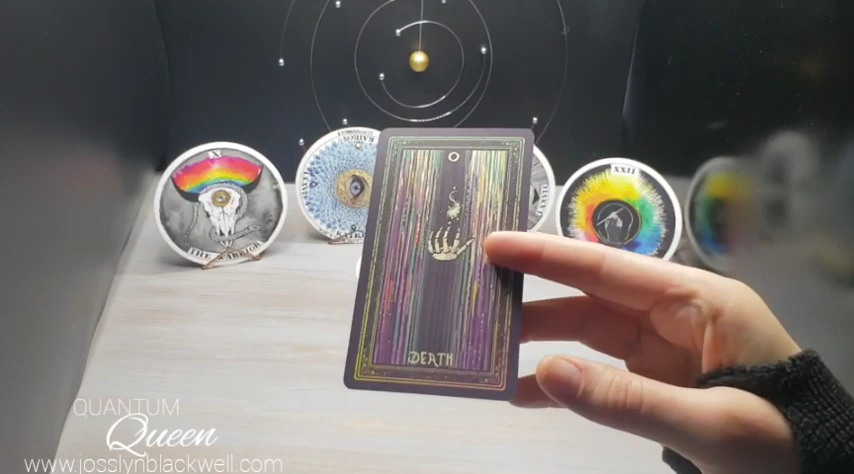 X
THE WARRIOR
XXII
DEATH
QUANTUM
Queen
www.josslynblackwell.com